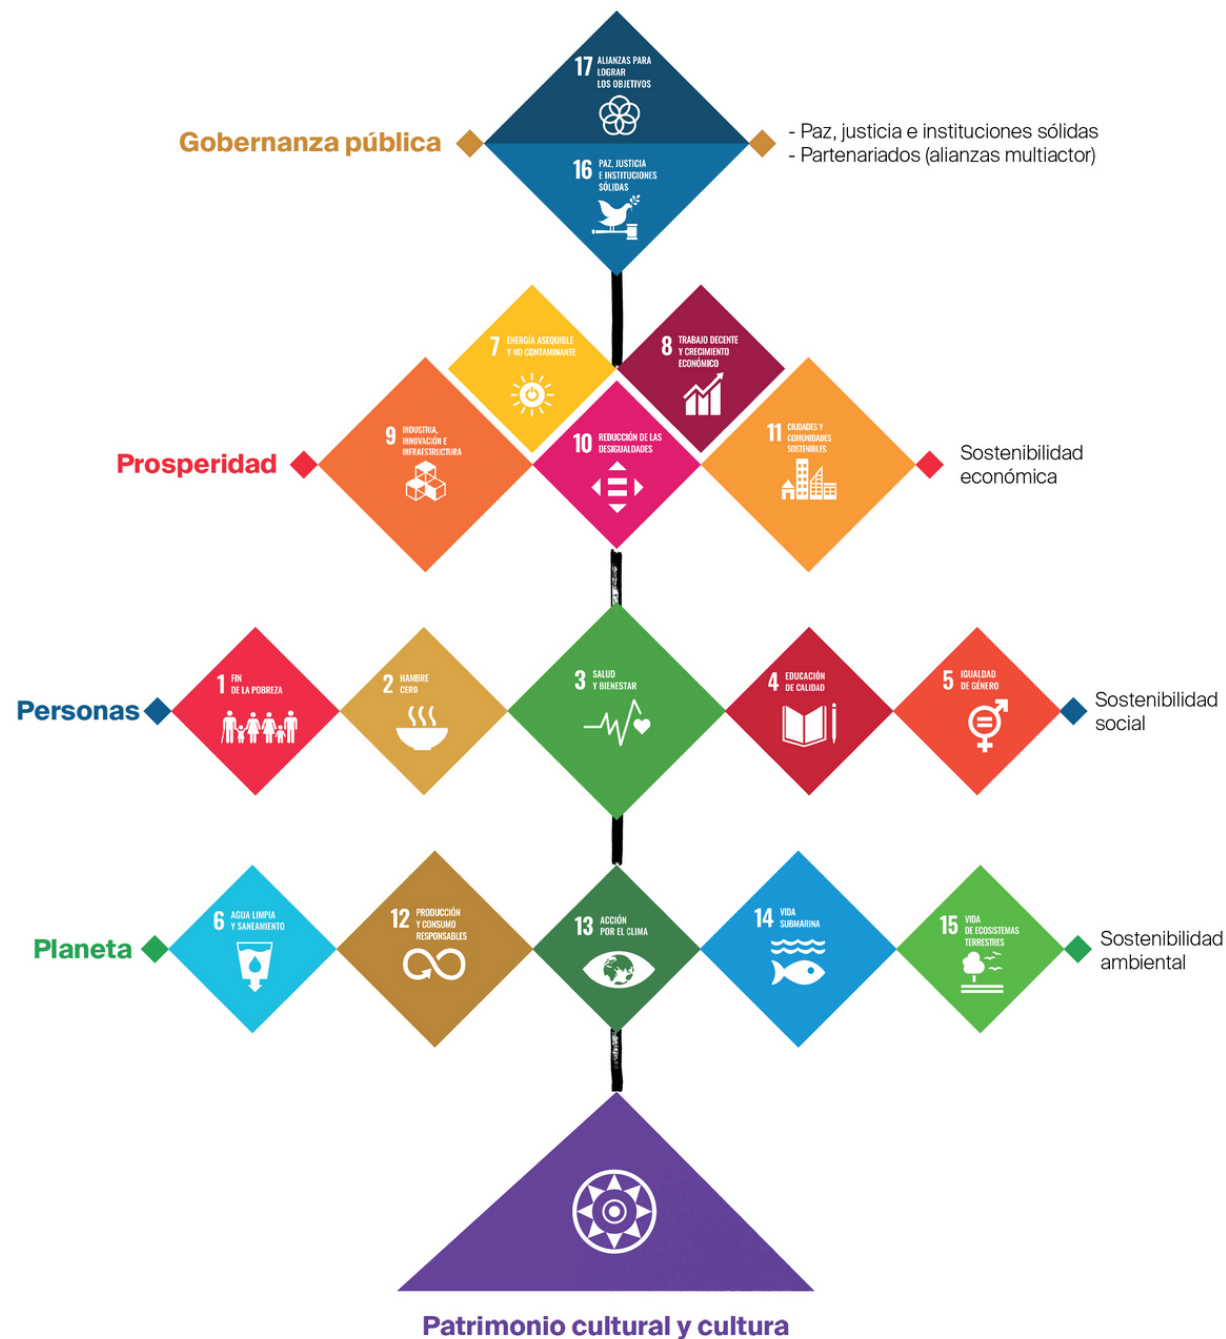 17 ALIANZAS PARA
LOGRAR
LOS OBJETIVOS
Gobernanza pública
- Paz, justicia e instituciones sólidas
- Partenariados (alianzas multiactor)
16 PAZ, JUSTICIA
E INSTITUCIONES
SÓLIDAS
7 ENERGÍA ASEQUIBLE
Y NO CONTAMINANTE
8 TRABAJO DECENTE
Y CRECIMIENTO
ECONÓMICO
9 INDUSTRIA,
INNOVACIÓN E
INFRAESTRUCTURA
10 REDUCCIÓN DE LAS
DESIGUALDADES
11 CIUDADES Y
COMUNIDADES
SOSTENIBLES
Prosperidad
Sostenibilidad
económica
1 FIN
DE LA POBREZA
2 HAMBRE
CERO
3 SALUD
Y BIENESTAR
4 EDUCACIÓN
DE CALIDAD
5 IGUALDAD
DE GÉNERO
Personas
Sostenibilidad
social
6 AGUA LIMPIA
Y SANEAMIENTO
12 PRODUCCIÓN
Y CONSUMO
RESPONSABLES
13 ACCIÓN
POR EL CLIMA
14 VIDA
SUBMARINA
15 VIDA
DE ECOSISTEMAS
TERRESTRES
Planeta
Sostenibilidad
ambiental
Patrimonio cultural y cultura